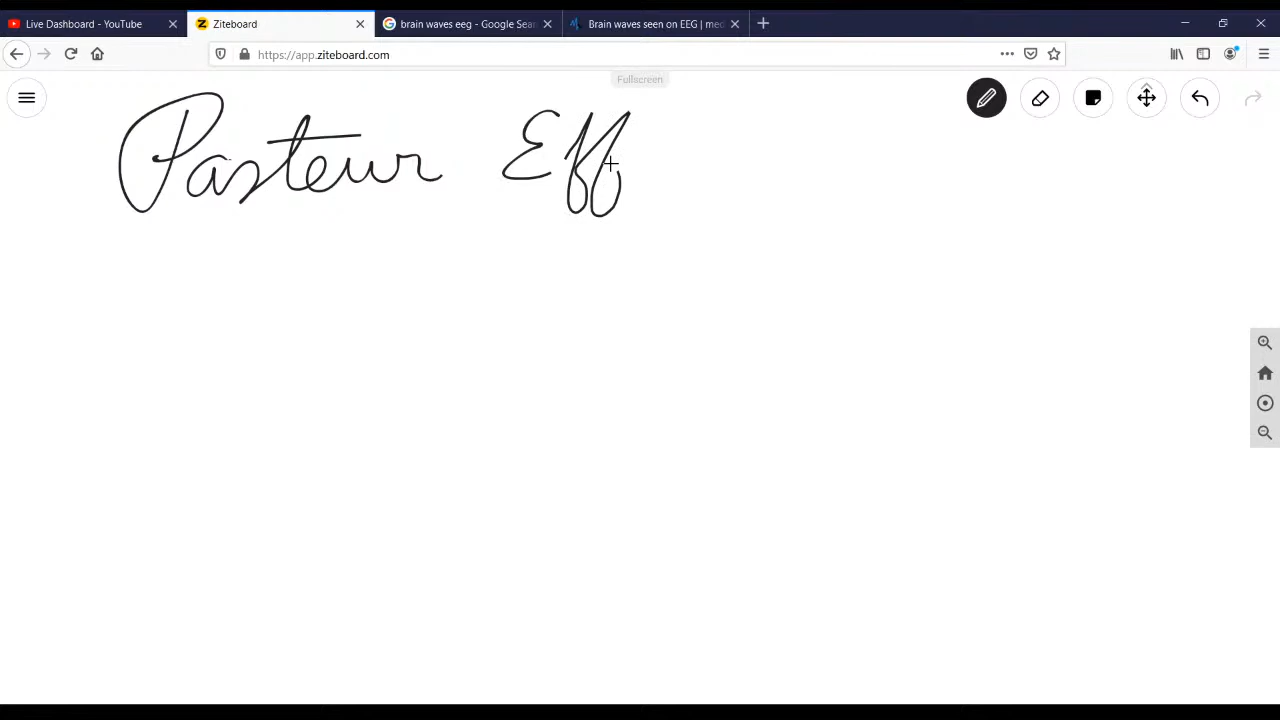 Live Dashboard - YouTube
Ziteboard
brain waves eeg - Google Sear
Brain waves seen on EEG | med
https://app.ziteboard.com
Fullscreen
Pasteur Eff